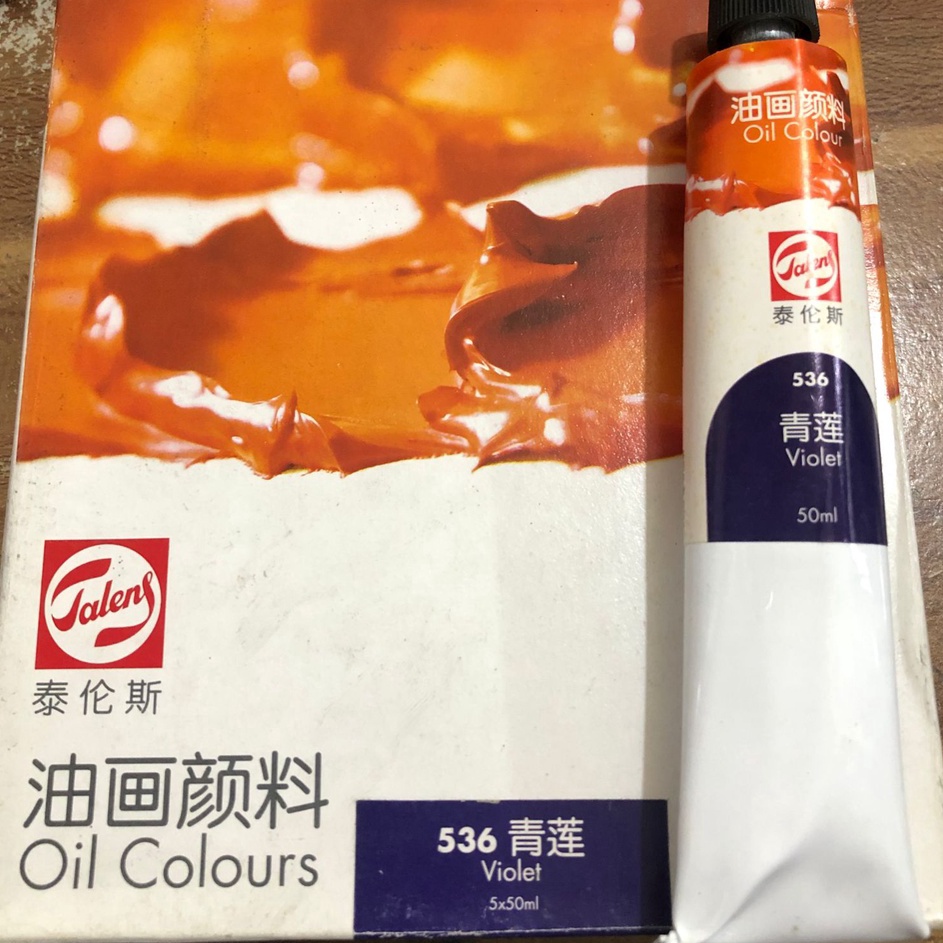 油画颜料
Oil Colour
Talens
泰伦斯
536
青莲
Violet
50ml
Talens
泰伦斯
油画颜料
Oil Colours
536 青莲
Violet
5x50ml